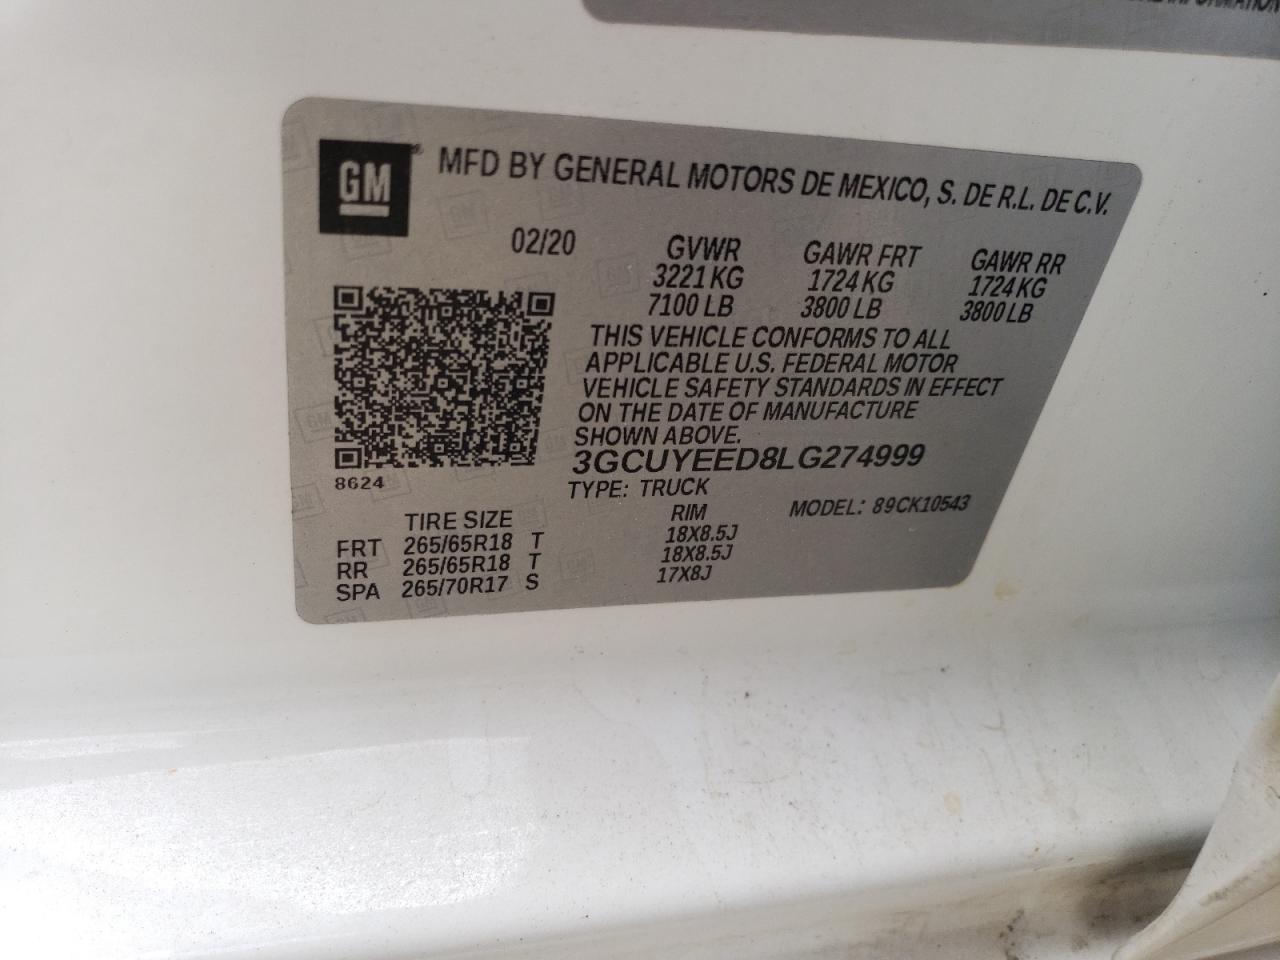 GM
MFD BY GENERAL MOTORS DE MEXICO, S. DE R.L. DE C.V.
02/20 GVWR GAWR FRT GAWR RR
3221 KG 1724 KG 1724 KG
7100 LB 3800 LB 3800 LB
THIS VEHICLE CONFORMS TO ALL
APPLICABLE U.S. FEDERAL MOTOR
VEHICLE SAFETY STANDARDS IN EFFECT
ON THE DATE OF MANUFACTURE
SHOWN ABOVE.
3GCUYEED8LG274999
8624
TYPE: TRUCK MODEL: 89CK10543
TIRE SIZE RIM
FRT 265/65R18 T 18X8.5J
RR 265/65R18 T 18X8.5J
SPA 265/70R17 S 17X8J